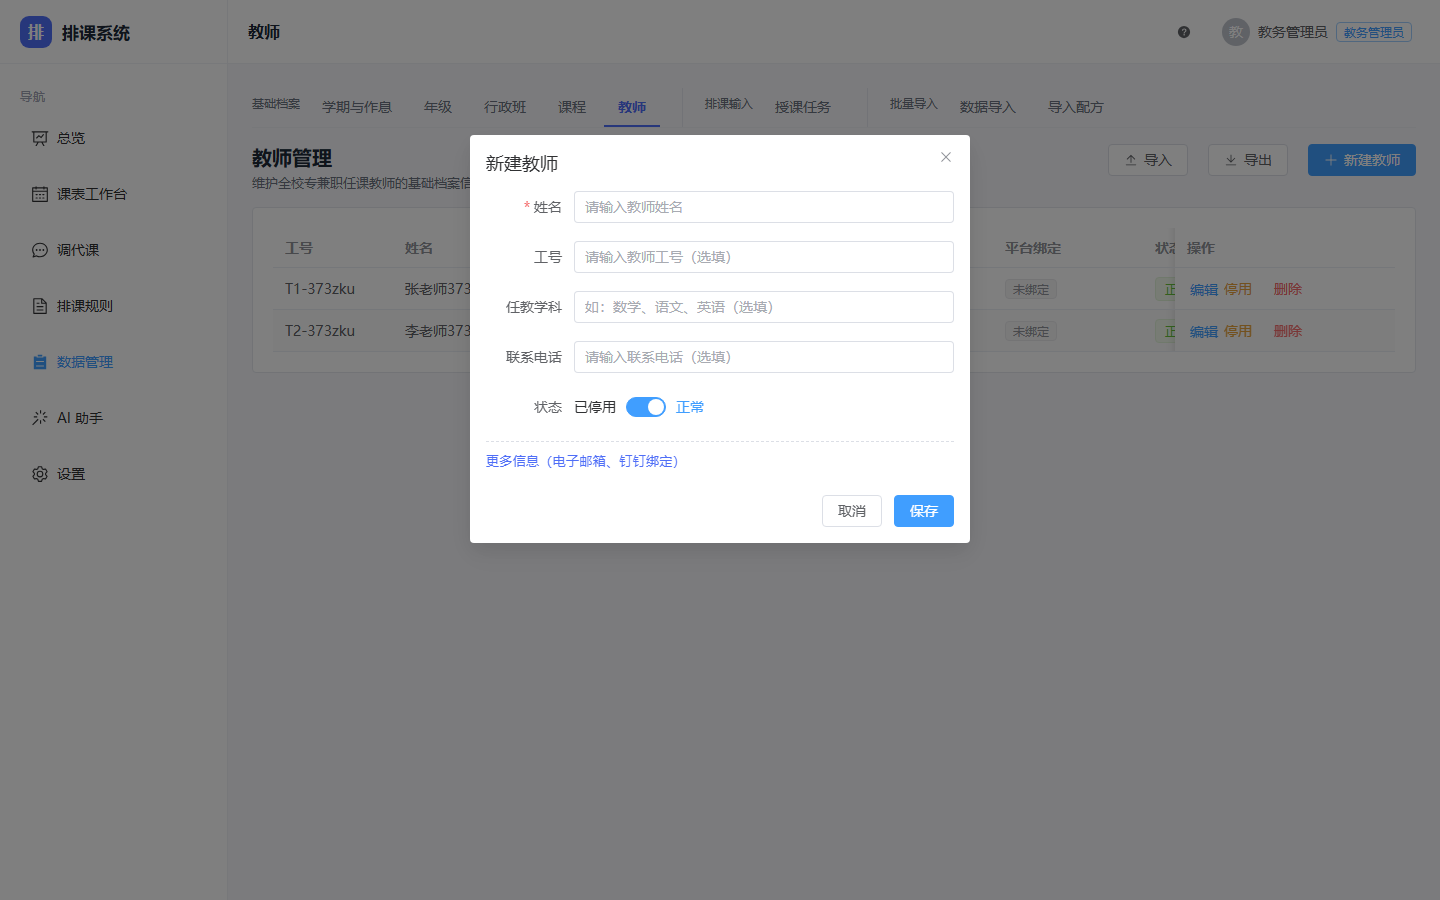 排 排课系统
教师
教 教务管理员 教务管理员
导航
总览
课表工作台
调代课
排课规则
数据管理
AI 助手
设置
基础档案 学期与作息 年级 行政班 课程 教师 排课输入 授课任务 批量导入 数据导入 导入配方
教师管理
维护全校专兼职任课教师的基础档案信
导入 导出 新建教师
工号 姓名 平台绑定 状态 操作
T1-373zku 张老师373 未绑定 正 编辑 停用 删除
T2-373zku 李老师373 未绑定 正 编辑 停用 删除
新建教师
* 姓名 请输入教师姓名
工号 请输入教师工号（选填）
任教学科 如：数学、语文、英语（选填）
联系电话 请输入联系电话（选填）
状态 已停用 正常
更多信息（电子邮箱、钉钉绑定）
取消 保存